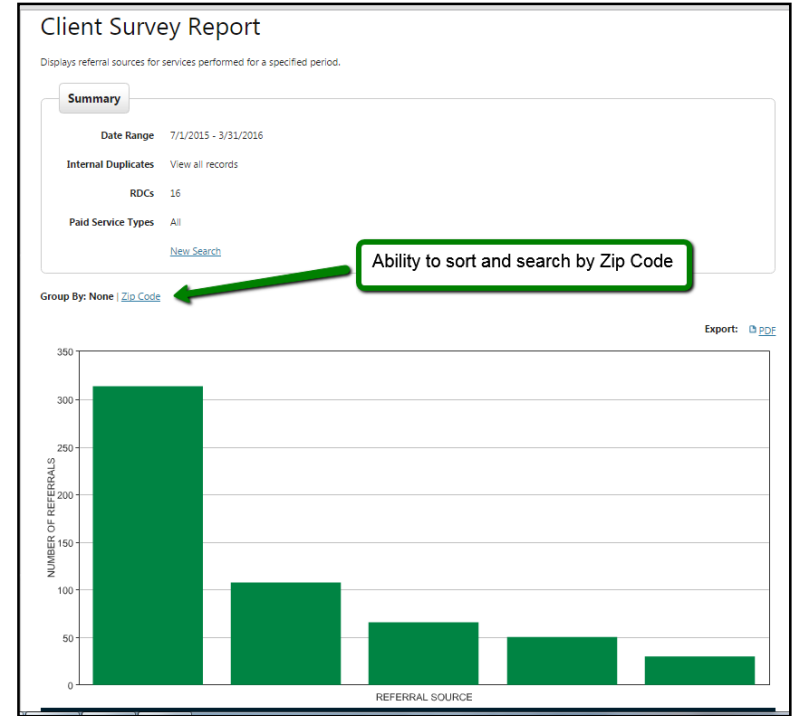 Client Survey Report
Displays referral sources for services performed for a specified period.
Summary
Date Range 7/1/2015 - 3/31/2016
Internal Duplicates View all records
RDCs 16
Paid Service Types All
New Search
Ability to sort and search by Zip Code
Group By: None | Zip Code
Export: PDF
350
300
250
200
150
100
50
0
NUMBER OF REFERRALS
REFERRAL SOURCE